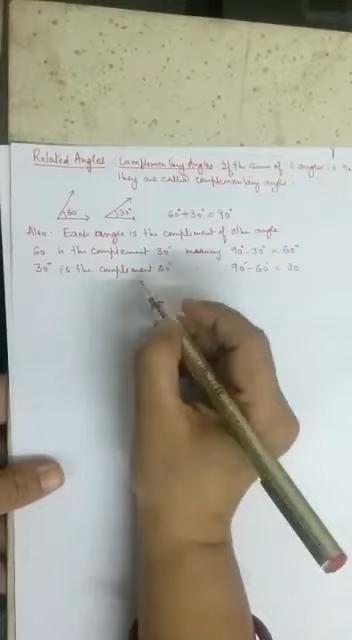 Related Angles : Complementary Angles If the sum of 2 angles is 90
They are called complementary angle.
60 30° 60°+30°=90°
Also Each angle is the compliment of other angle
60 is the complement 30° meaning 90°-30°=60°
30° is the complement 60° 90°-60°=30